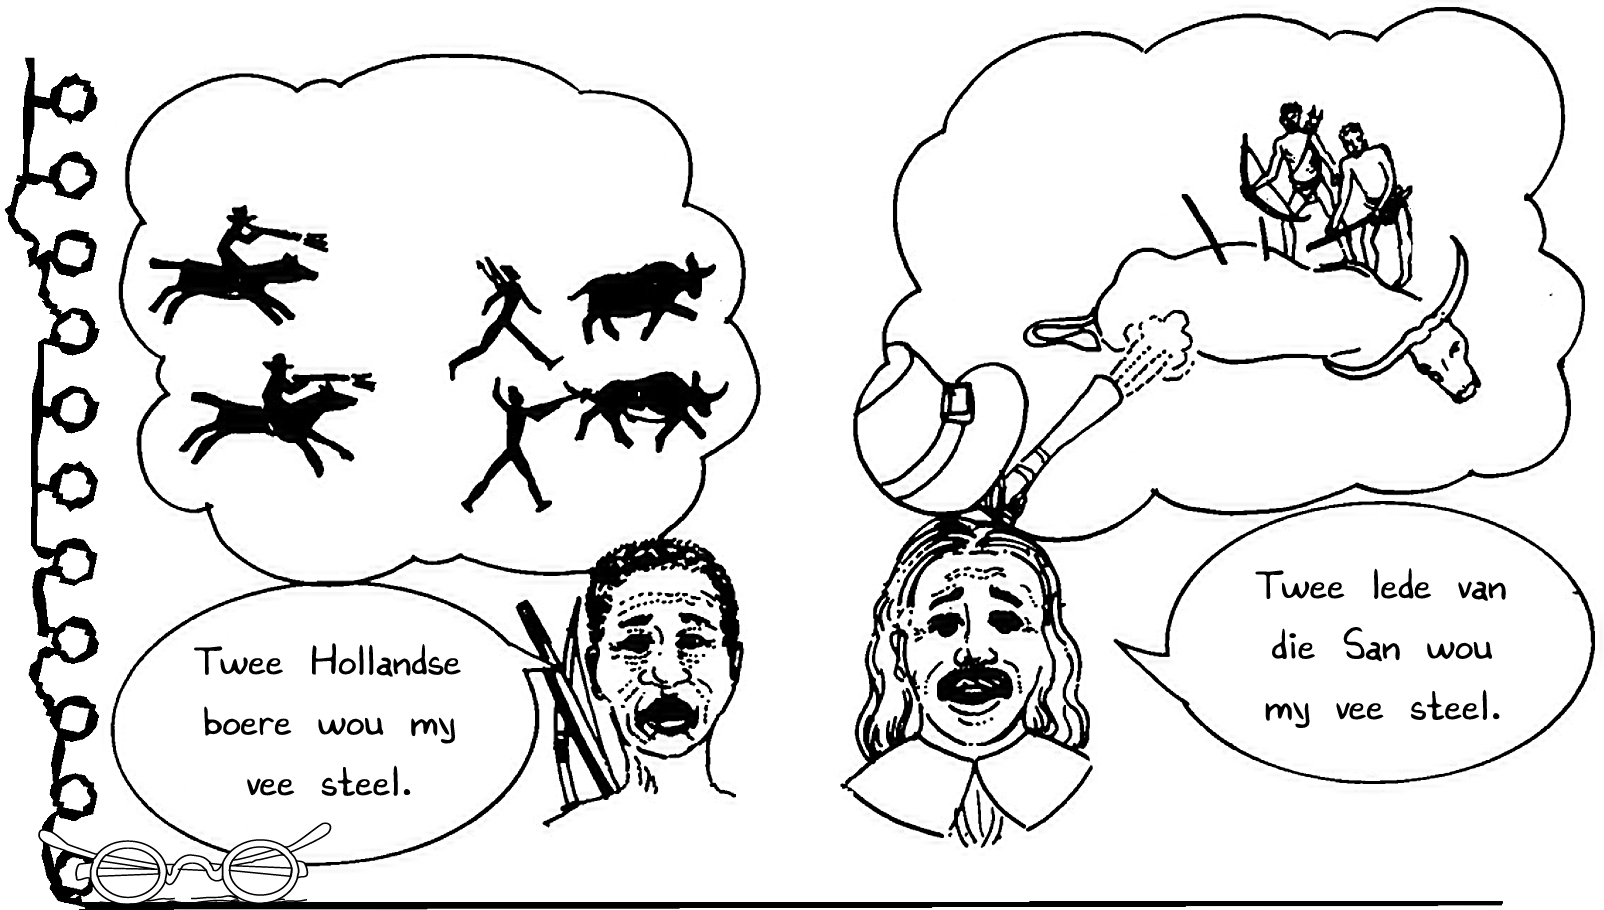 Twee Hollandse
boere wou my
vee steel.
Twee lede van
die San wou
my vee steel.